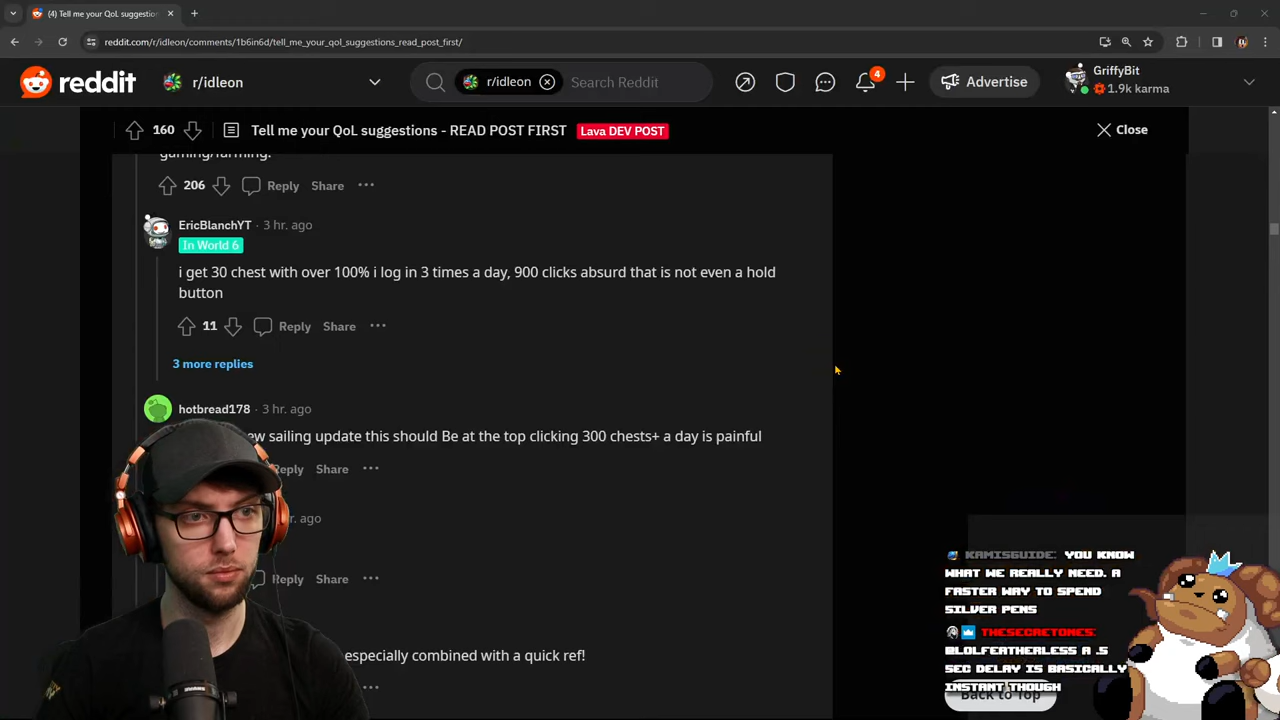 (4) Tell me your QoL suggestion
reddit.com/r/idleon/comments/1b6in6d/tell_me_your_qol_suggestions_read_post_first/
reddit
r/idleon
r/idleon
Search Reddit
4
Advertise
GriffyBit
1.9k karma
160
Tell me your QoL suggestions - READ POST FIRST
Lava DEV POST
Close
gaming/farming.
206
Reply
Share
EricBlanchYT · 3 hr. ago
In World 6
i get 30 chest with over 100% i log in 3 times a day, 900 clicks absurd that is not even a hold
button
11
Reply
Share
3 more replies
hotbread178 · 3 hr. ago
ew sailing update this should Be at the top clicking 300 chests+ a day is painful
Reply
Share
r. ago
Reply
Share
especially combined with a quick ref!
KAMISGUIDE: YOU KNOW
WHAT WE REALLY NEED. A
FASTER WAY TO SPEND
SILVER PENS
THESECRETONES:
@LOLFEATHERLESS A .5
SEC DELAY IS BASICALLY
INSTANT THOUGH
Back to Top